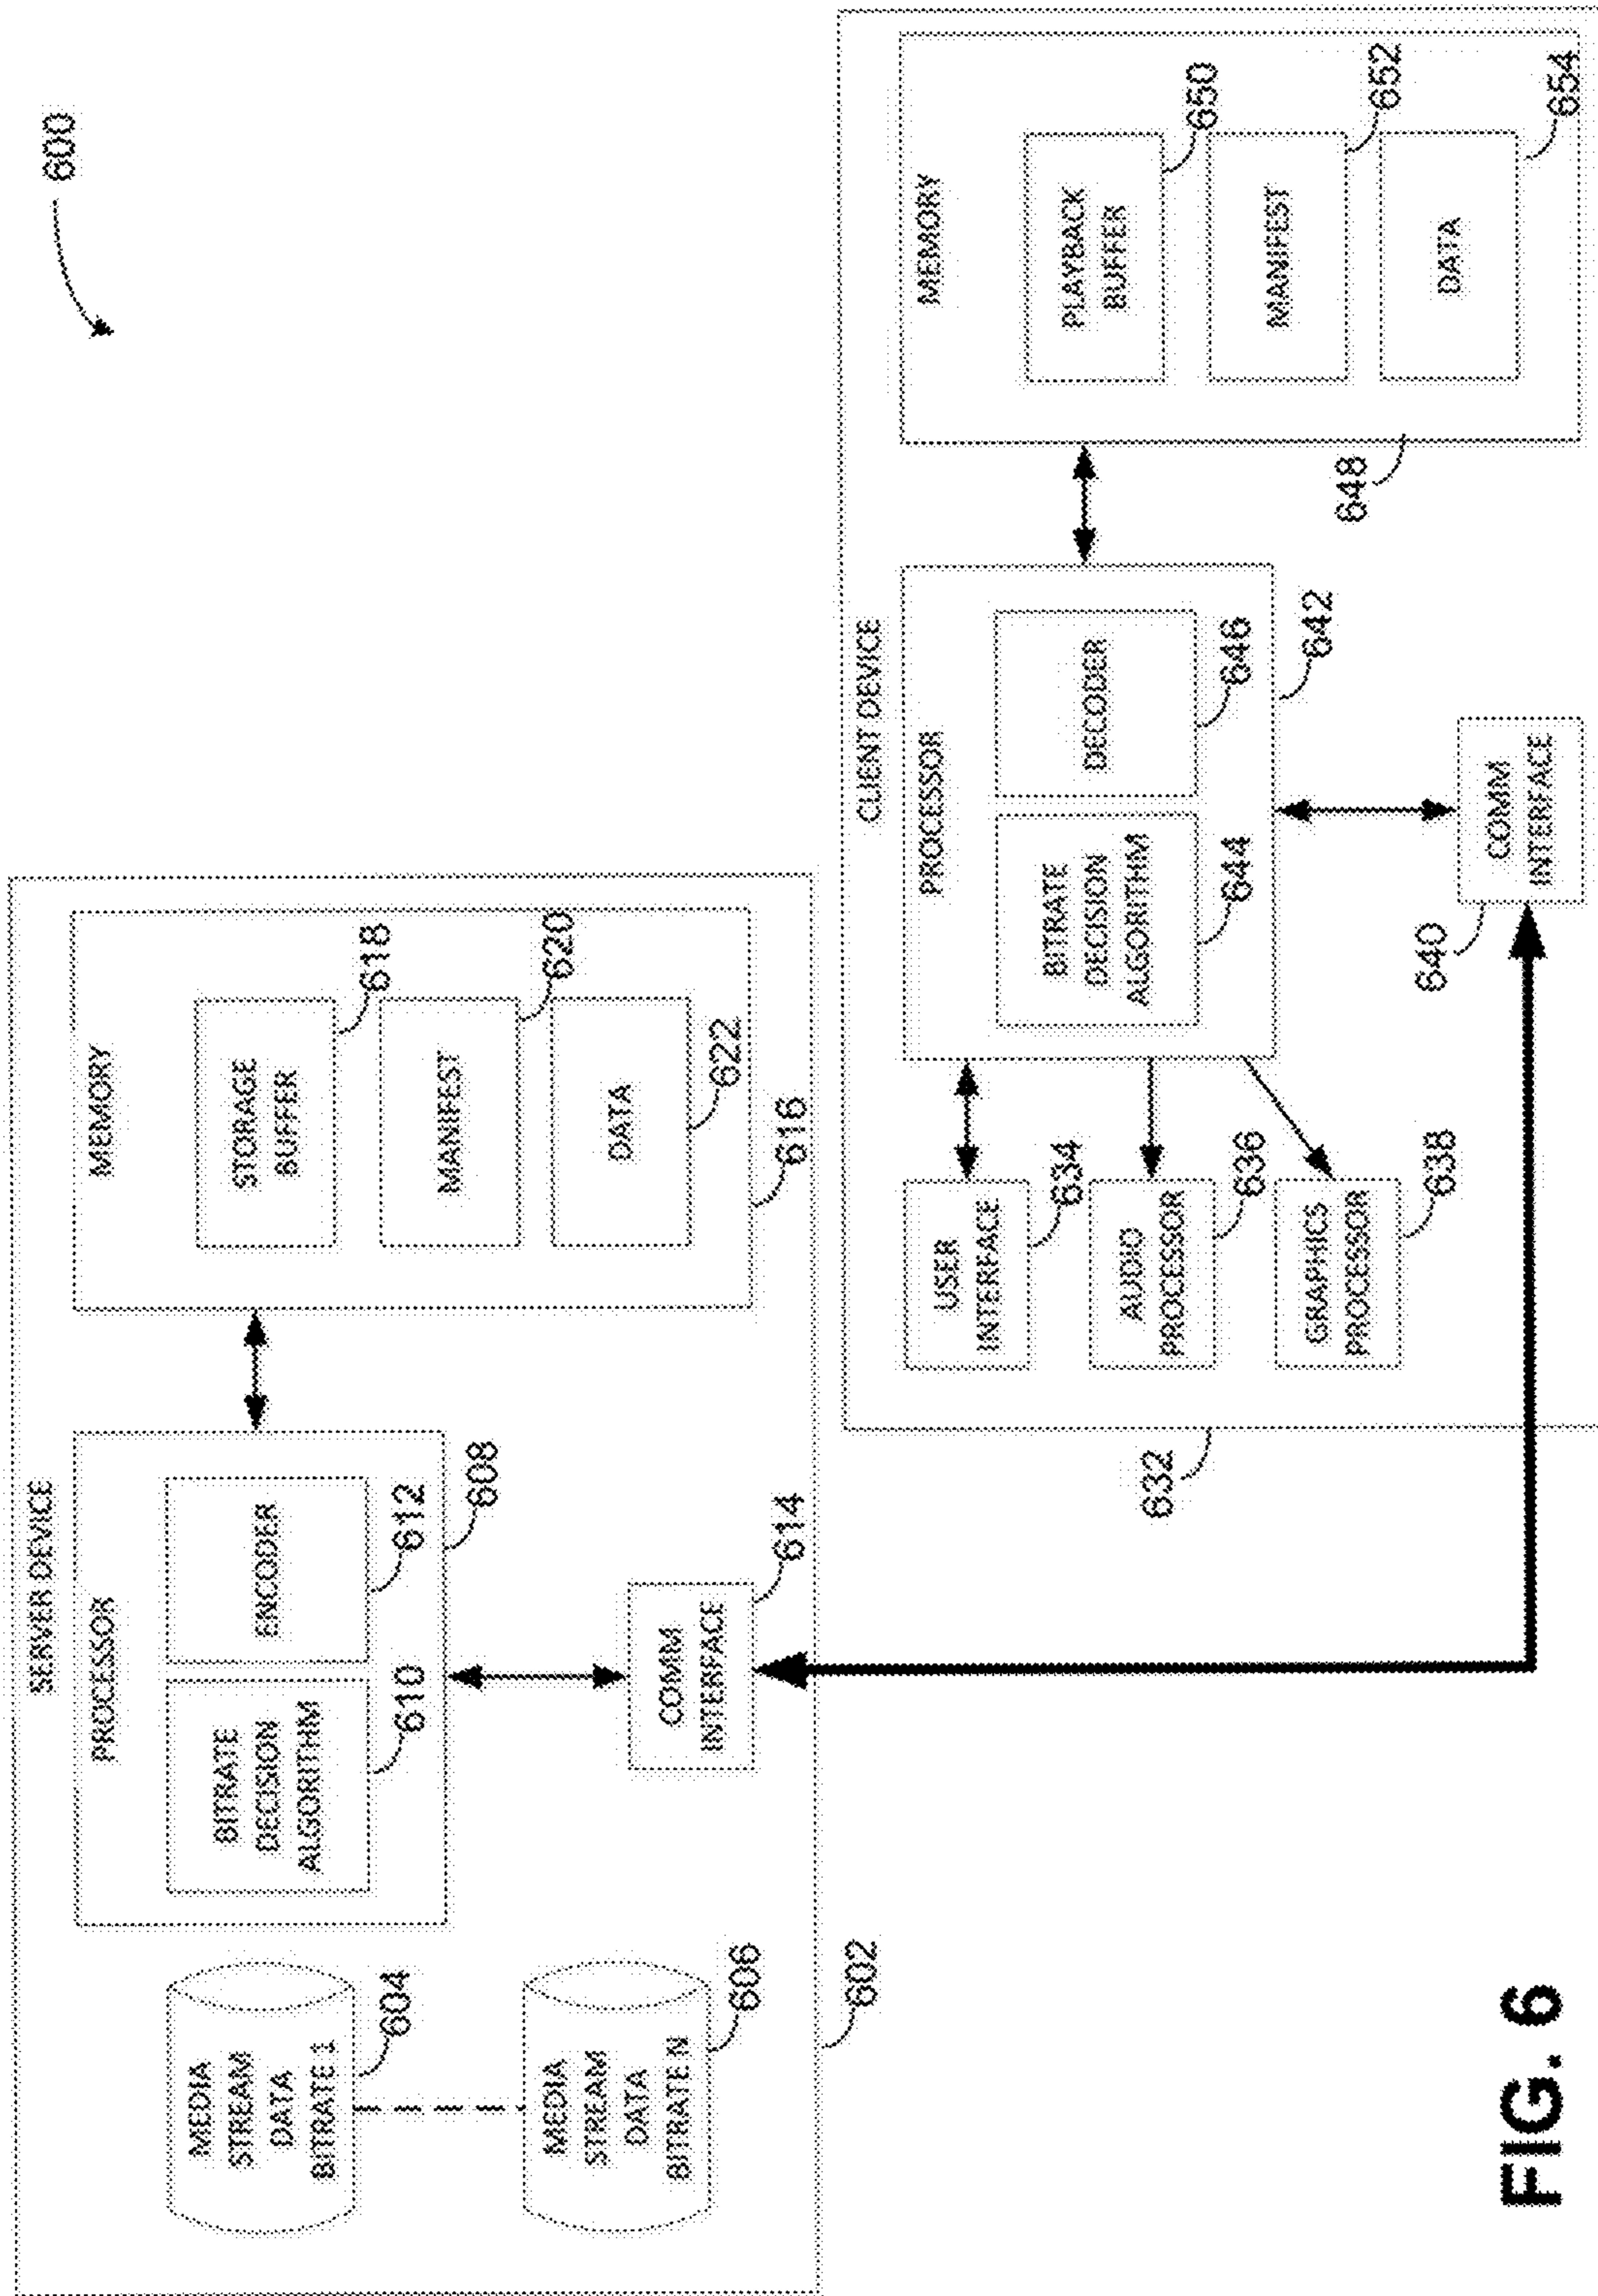 600
SERVER DEVICE
MEDIA
STREAM
DATA
BITRATE 1
604
MEDIA
STREAM
DATA
BITRATE N
606
602
PROCESSOR
BITRATE
DECISION
ALGORITHM
610
ENCODER
612
608
COMM
INTERFACE
614
MEMORY
STORAGE
BUFFER
618
MANIFEST
620
DATA
622
616
CLIENT DEVICE
632
USER
INTERFACE
634
AUDIO
PROCESSOR
636
GRAPHICS
PROCESSOR
638
PROCESSOR
BITRATE
DECISION
ALGORITHM
644
DECODER
646
642
COMM
INTERFACE
640
MEMORY
PLAYBACK
BUFFER
650
MANIFEST
652
DATA
654
648
FIG. 6